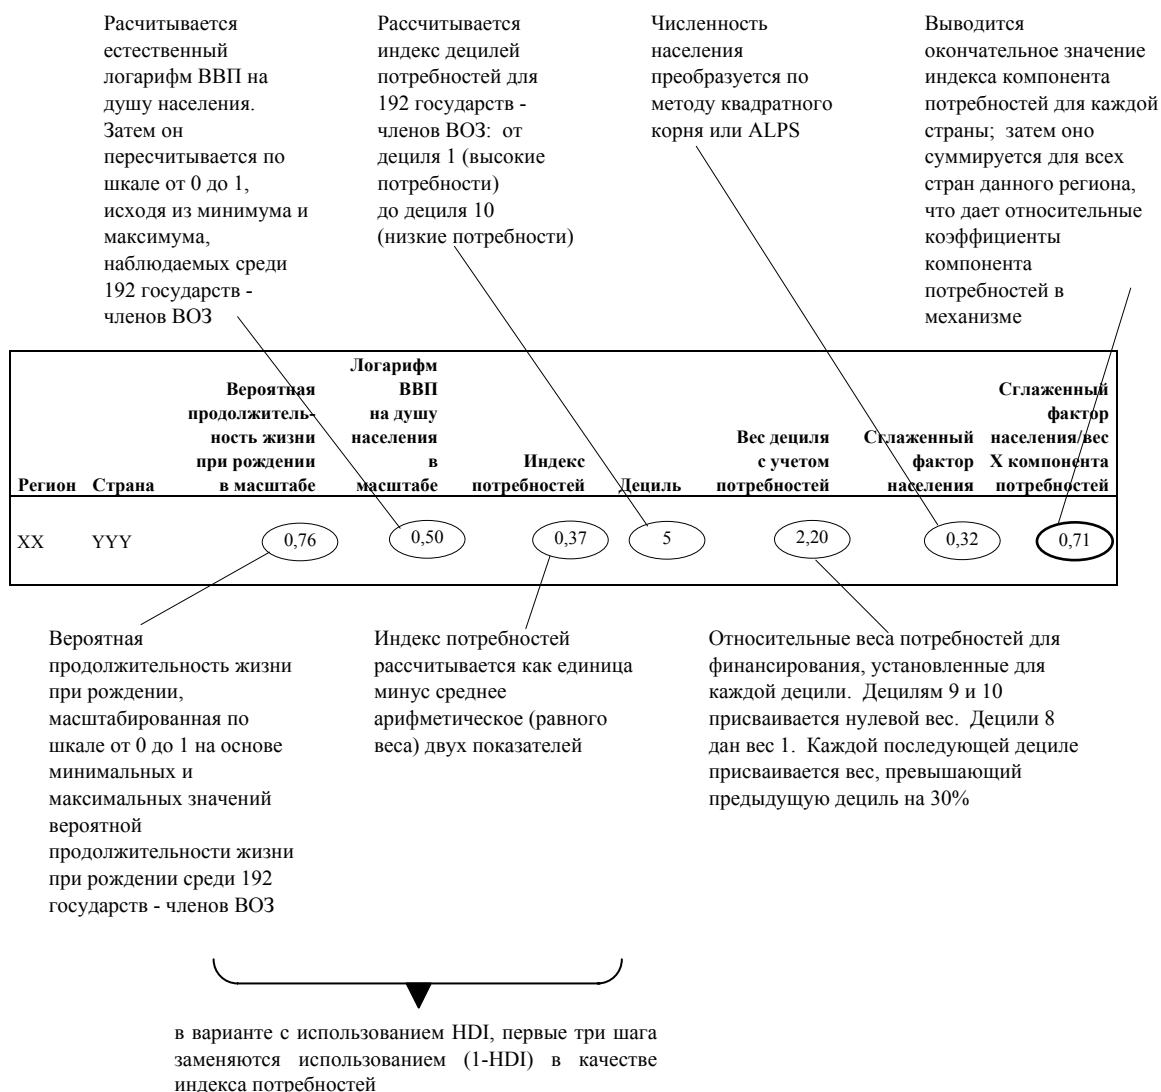 Расчитывается
естественный
логарифм ВВП на
душу населения.
Затем он
пересчитывается по
шкале от 0 до 1,
исходя из минимума и
максимума,
наблюдаемых среди
192 государств -
членов ВОЗ
Рассчитывается
индекс децилей
потребностей для
192 государств -
членов ВОЗ: от
дециля 1 (высокие
потребности)
до дециля 10
(низкие потребности)
Численность
населения
преобразуется по
методу квадратного
корня или ALPS
Выводится
окончательное значение
индекса компонента
потребностей для каждой
страны; затем оно
суммируется для всех
стран данного региона,
что дает относительные
коэффициенты
компонента
потребностей в
механизме
Регион Страна
Вероятная
продолжитель-
ность жизни
при рождении
в масштабе
Логарифм
ВВП
на душу
населения
в
масштабе
Индекс
потребностей
Дециль
Вес дециля
с учетом
потребностей
Сглаженный
фактор
населения
Сглаженный
фактор
населения/вес
X компонента
потребностей
XX YYY 0,76 0,50 0,37 5 2,20 0,32 0,71
Вероятная
продолжительность жизни
при рождении,
масштабированная по
шкале от 0 до 1 на основе
минимальных и
максимальных значений
вероятной
продолжительности жизни
при рождении среди 192
государств - членов ВОЗ
Индекс потребностей
рассчитывается как единица
минус среднее
арифметическое (равного
веса) двух показателей
Относительные веса потребностей для
финансирования, установленные для
каждой децили. Децилям 9 и 10
присваивается нулевой вес. Децили 8
дан вес 1. Каждой последующей дециле
присваивается вес, превышающий
предыдущую дециль на 30%
в варианте с использованием HDI, первые три шага
заменяются использованием (1-HDI) в качестве
индекса потребностей